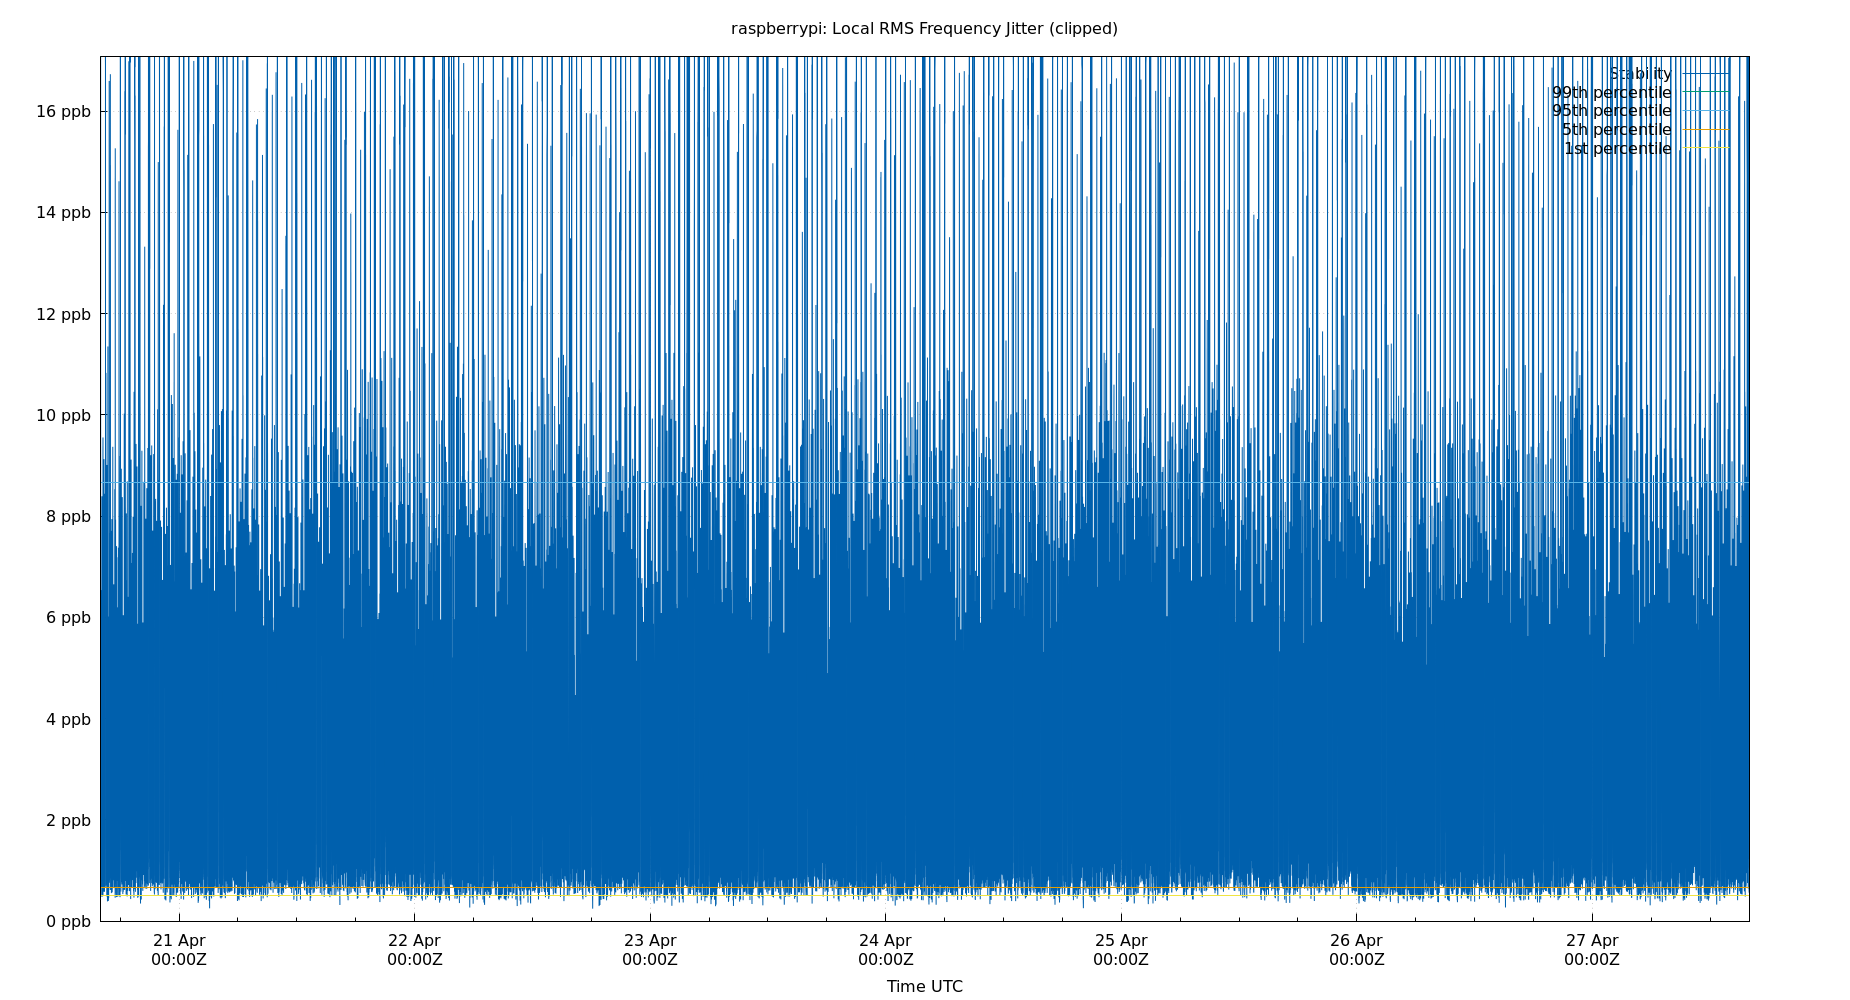 raspberrypi: Local RMS Frequency Jitter (clipped)
Stability
99th percentile
95th percentile
5th percentile
1st percentile
16 ppb
14 ppb
12 ppb
10 ppb
8 ppb
6 ppb
4 ppb
2 ppb
0 ppb
21 Apr 22 Apr 23 Apr 24 Apr 25 Apr 26 Apr 27 Apr
00:00Z 00:00Z 00:00Z 00:00Z 00:00Z 00:00Z 00:00Z
Time UTC